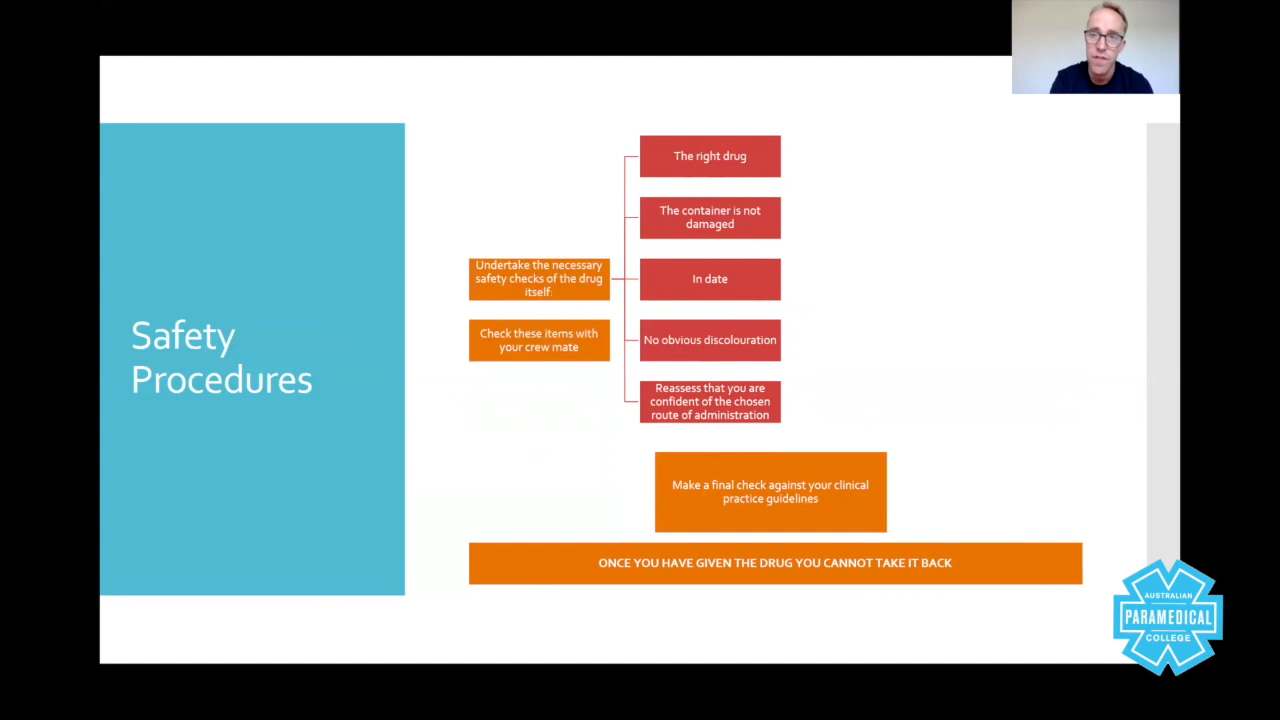 Safety
Procedures
Undertake the necessary
safety checks of the drug
itself:
Check these items with
your crew mate
The right drug
The container is not
damaged
In date
No obvious discolouration
Reassess that you are
confident of the chosen
route of administration
Make a final check against your clinical
practice guidelines
ONCE YOU HAVE GIVEN THE DRUG YOU CANNOT TAKE IT BACK
AUSTRALIAN
PARAMEDICAL
COLLEGE